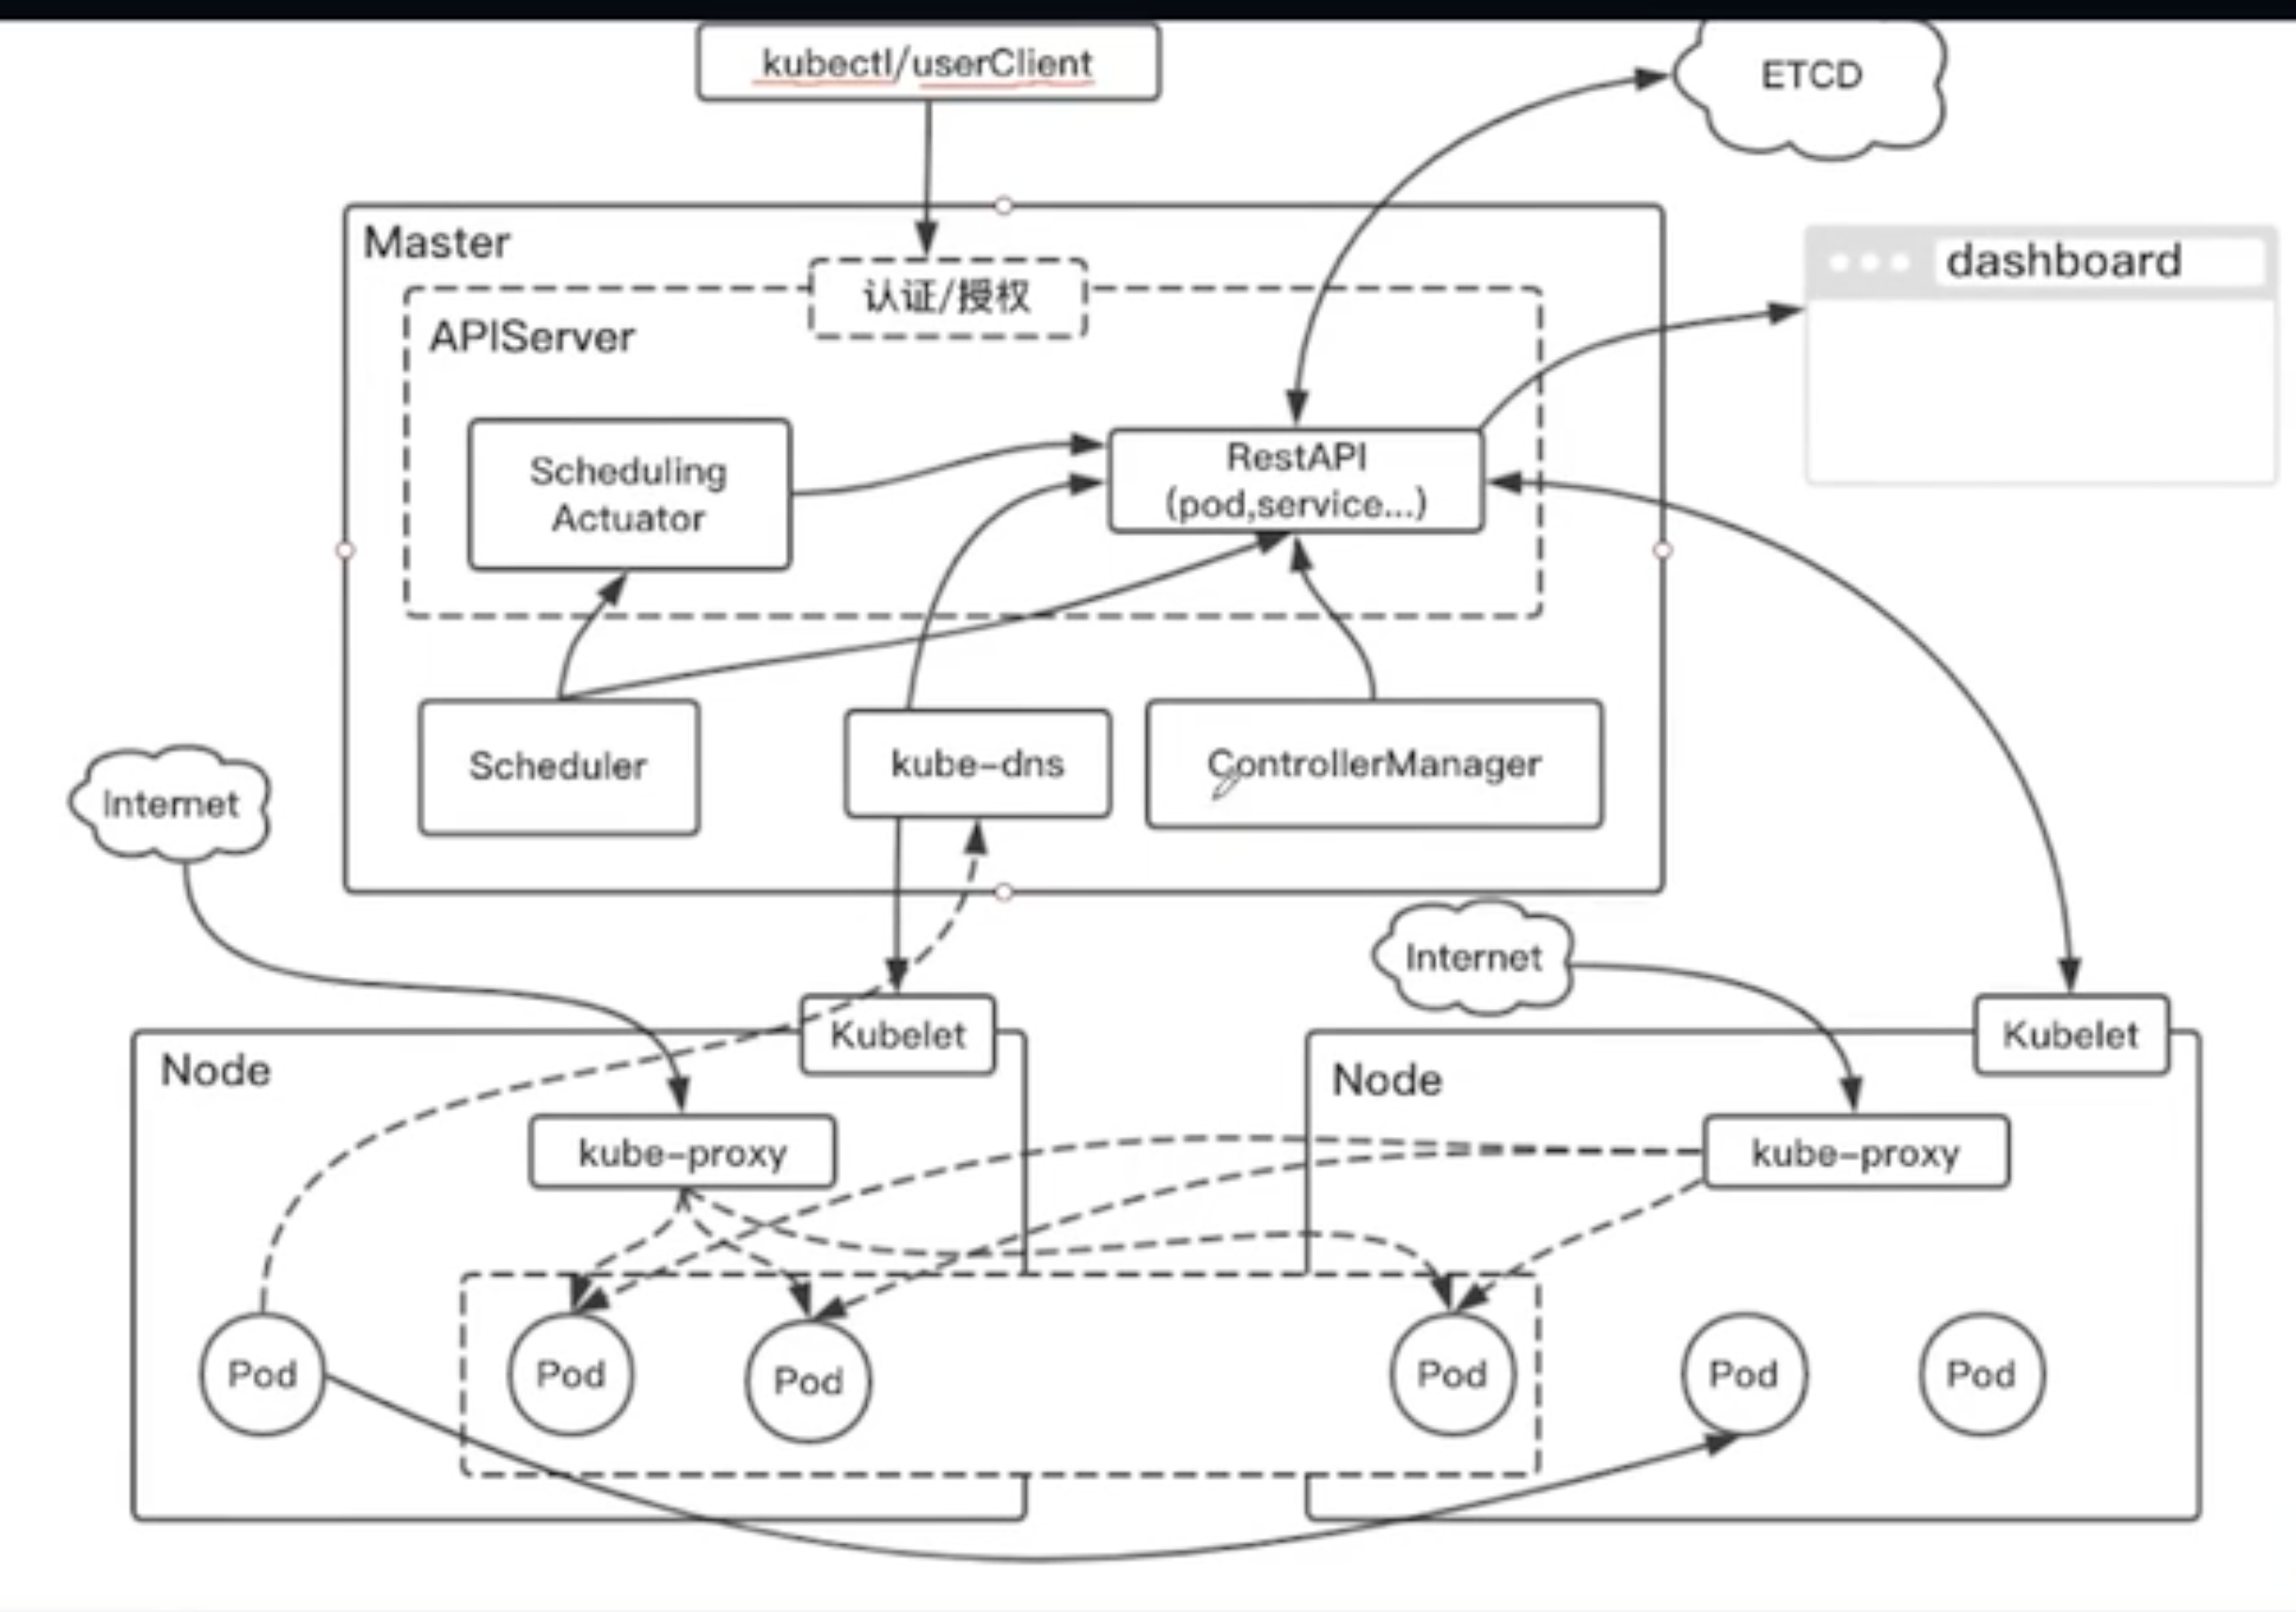 kubectl/userClient
ETCD
Master
dashboard
认证/授权
APIServer
Scheduling
Actuator
RestAPI
(pod,service...)
Scheduler
kube-dns
ControllerManager
Internet
Internet
Kubelet
Kubelet
Node
Node
kube-proxy
kube-proxy
Pod
Pod
Pod
Pod
Pod
Pod